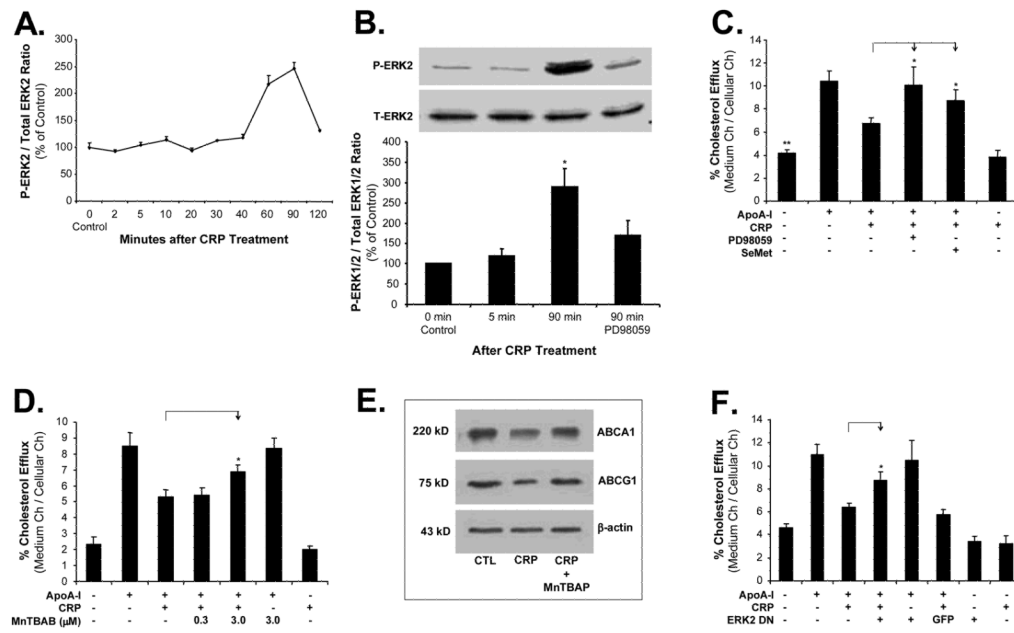 A.
P-ERK2 / Total ERK2 Ratio
(% of Control)
300
250
200
150
100
50
0
0 2 5 10 20 30 40 60 90 120
Control
Minutes after CRP Treatment
B.
P-ERK2
T-ERK2
P-ERK1/2 / Total ERK1/2 Ratio
(% of Control)
400
350
300
250
200
150
100
50
0
*
0 min 5 min 90 min 90 min
Control PD98059
After CRP Treatment
C.
% Cholesterol Efflux
(Medium Ch / Cellular Ch)
14
12
10
8
6
4
2
0
** * *
ApoA-I - + + + + -
CRP - - + + + +
PD98059 +
SeMet +
D.
% Cholesterol Efflux
(Medium Ch / Cellular Ch)
10
9
8
7
6
5
4
3
2
1
0
*
ApoA-I - + + + + + -
CRP - - + + + - +
MnTBAB (μM) - - - 0.3 3.0 3.0 -
E.
220 kD ABCA1
75 kD ABCG1
43 kD β-actin
CTL CRP CRP
+
MnTBAP
F.
% Cholesterol Efflux
(Medium Ch / Cellular Ch)
14
12
10
8
6
4
2
0
*
ApoA-I - + + + + + - -
CRP - - + + - + - +
ERK2 DN - - - + + GFP + -